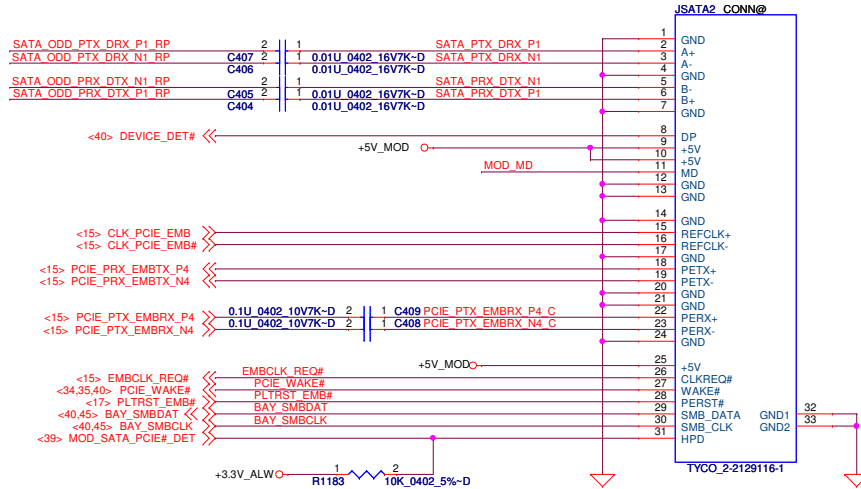 JSATA2 CONN@
1 GND
SATA_ODD_PTX_DRX_P1_RP 2 1 SATA_PTX_DRX_P1 2 A+
SATA_ODD_PTX_DRX_N1_RP C407 2 1 0.01U_0402_16V7K~D SATA_PTX_DRX_N1 3 A-
C406 0.01U_0402_16V7K~D 4 GND
SATA_ODD_PRX_DTX_N1_RP 2 1 SATA_PRX_DTX_N1 5 B-
SATA_ODD_PRX_DTX_P1_RP C405 2 1 0.01U_0402_16V7K~D SATA_PRX_DTX_P1 6 B+
C404 0.01U_0402_16V7K~D 7 GND
<40> DEVICE_DET# 8 DP
+5V_MOD 9 +5V
10 +5V
MOD_MD 11 MD
12 GND
13 GND
14 GND
<15> CLK_PCIE_EMB 15 REFCLK+
<15> CLK_PCIE_EMB# 16 REFCLK-
17 GND
<15> PCIE_PRX_EMBTX_P4 18 PETX+
<15> PCIE_PRX_EMBTX_N4 19 PETX-
20 GND
21 GND
<15> PCIE_PTX_EMBRX_P4 0.1U_0402_10V7K~D 2 1 C409 PCIE_PTX_EMBRX_P4_C 22 PERX+
<15> PCIE_PTX_EMBRX_N4 0.1U_0402_10V7K~D 2 1 C408 PCIE_PTX_EMBRX_N4_C 23 PERX-
24 GND
+5V_MOD 25 +5V
<15> EMBCLK_REQ# EMBCLK_REQ# 26 CLKREQ#
<34,35,40> PCIE_WAKE# PCIE_WAKE# 27 WAKE#
<17> PLTRST_EMB# PLTRST_EMB# 28 PERST#
<40,45> BAY_SMBDAT BAY_SMBDAT 29 SMB_DATA GND1 32
<40,45> BAY_SMBCLK BAY_SMBCLK 30 SMB_CLK GND2 33
<39> MOD_SATA_PCIE#_DET 31 HPD
+3.3V_ALW 1 2 TYCO_2-2129116-1
R1183 10K_0402_5%~D